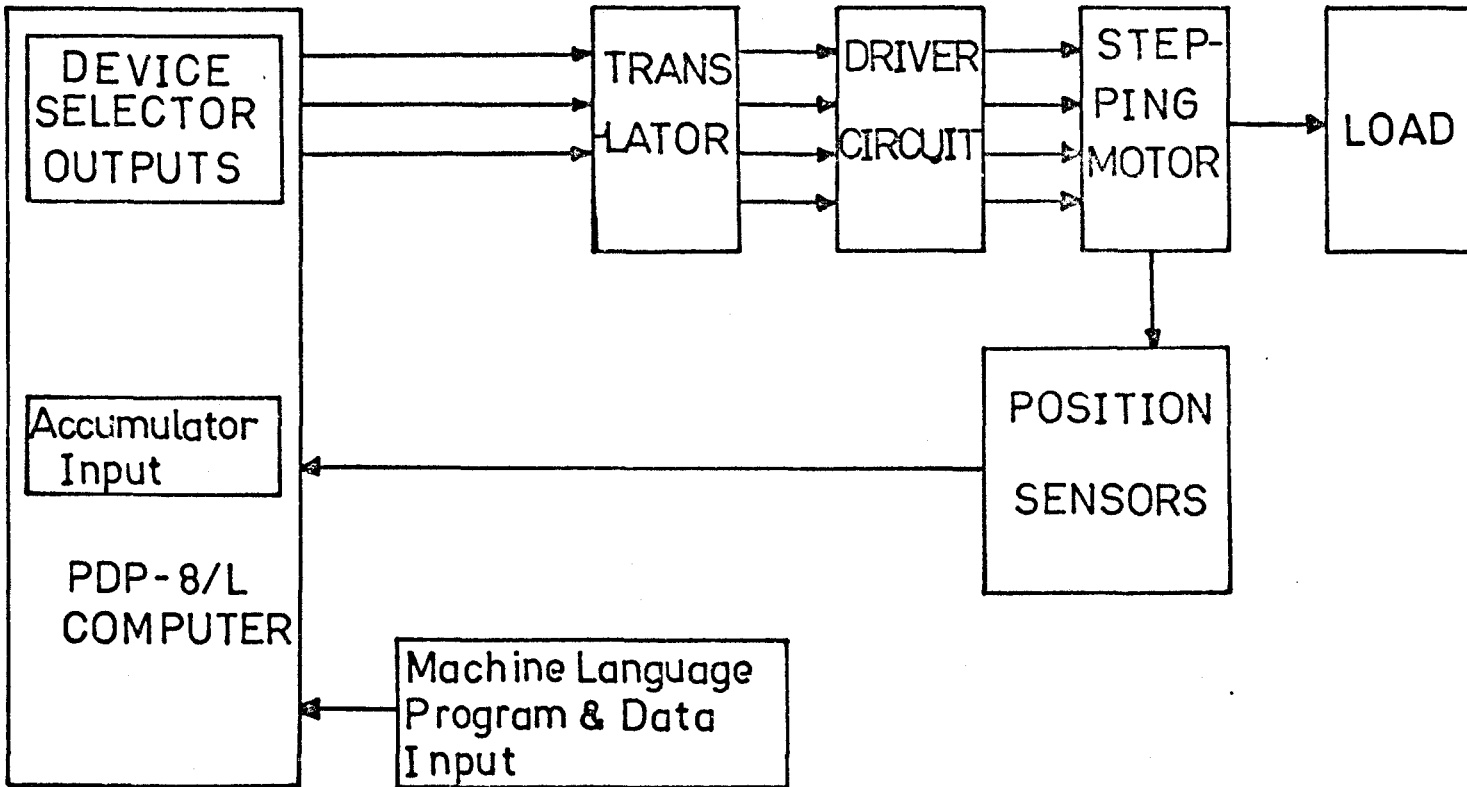 DEVICE
SELECTOR
OUTPUTS
TRANS
LATOR
DRIVER
CIRCUIT
STEP-
PING
MOTOR
LOAD
Accumulator
Input
POSITION
SENSORS
PDP-8/L
COMPUTER
Machine Language
Program & Data
Input